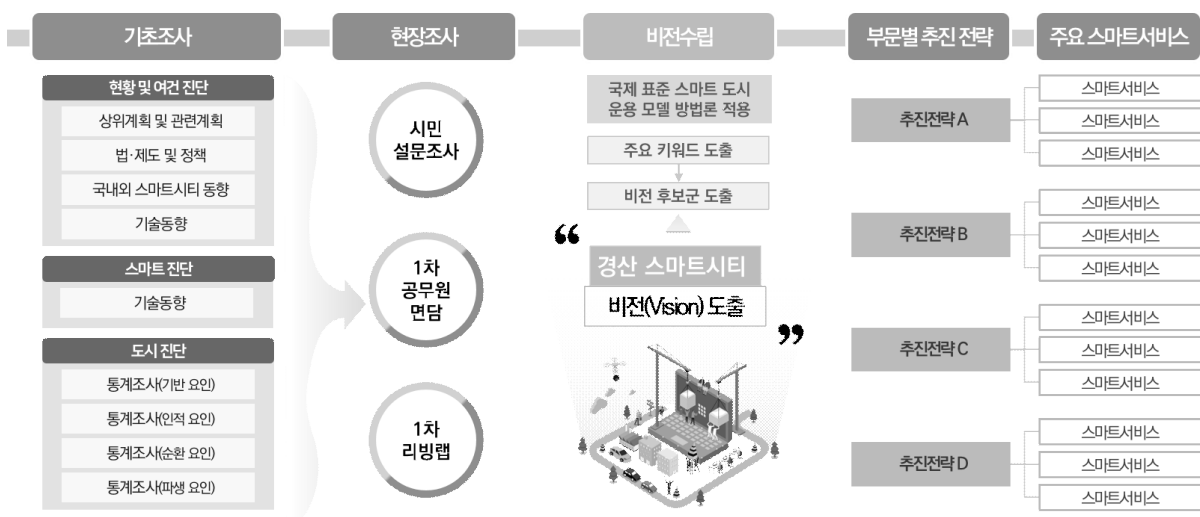 기초조사
현황 및 여건 진단
상위계획 및 관련계획
법·제도 및 정책
국내외 스마트시티 동향
기술동향
스마트 진단
기술동향
도시 진단
통계조사(기반 요인)
통계조사(인적 요인)
통계조사(순환 요인)
통계조사(파생 요인)
현장조사
시민
설문조사
1차
공무원
면담
1차
리빙랩
비전수립
국제 표준 스마트 도시
운용 모델 방법론 적용
주요 키워드 도출
비전 후보군 도출
“
경산 스마트시티
비전(Vision) 도출
”
부문별 추진 전략
추진전략 A
추진전략 B
추진전략 C
추진전략 D
주요 스마트서비스
스마트서비스
스마트서비스
스마트서비스
스마트서비스
스마트서비스
스마트서비스
스마트서비스
스마트서비스
스마트서비스
스마트서비스
스마트서비스
스마트서비스